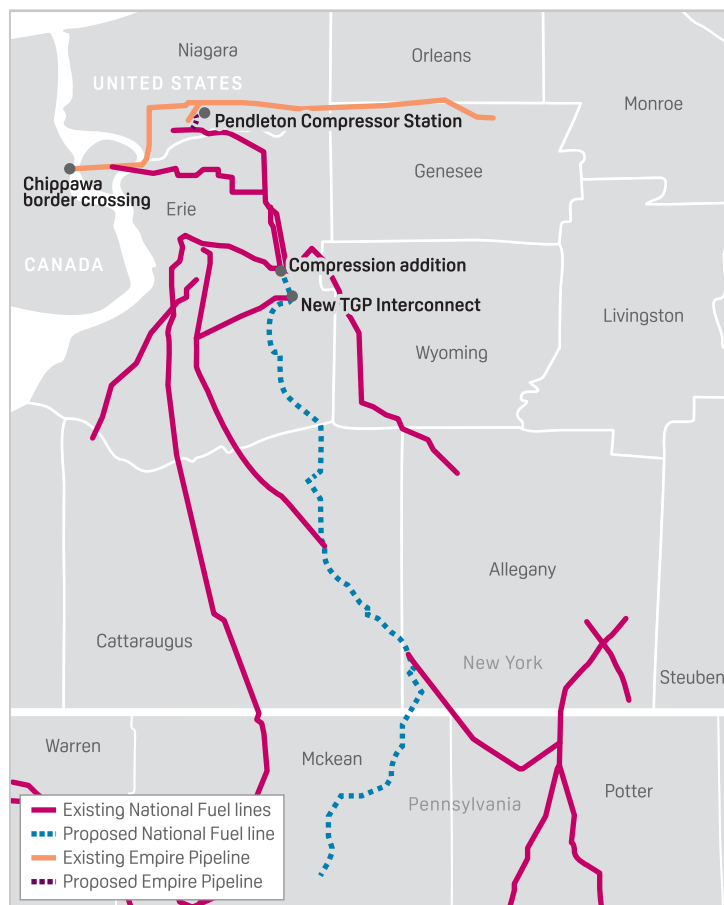 Niagara
Orleans
UNITED STATES
Monroe
Pendleton Compressor Station
Genesee
Chippawa
border crossing
Erie
CANADA
Compression addition
New TGP Interconnect
Livingston
Wyoming
Allegany
Cattaraugus
New York
Steuben
Warren
Mckean
Potter
Pennsylvania
Existing National Fuel lines
Proposed National Fuel line
Existing Empire Pipeline
Proposed Empire Pipeline